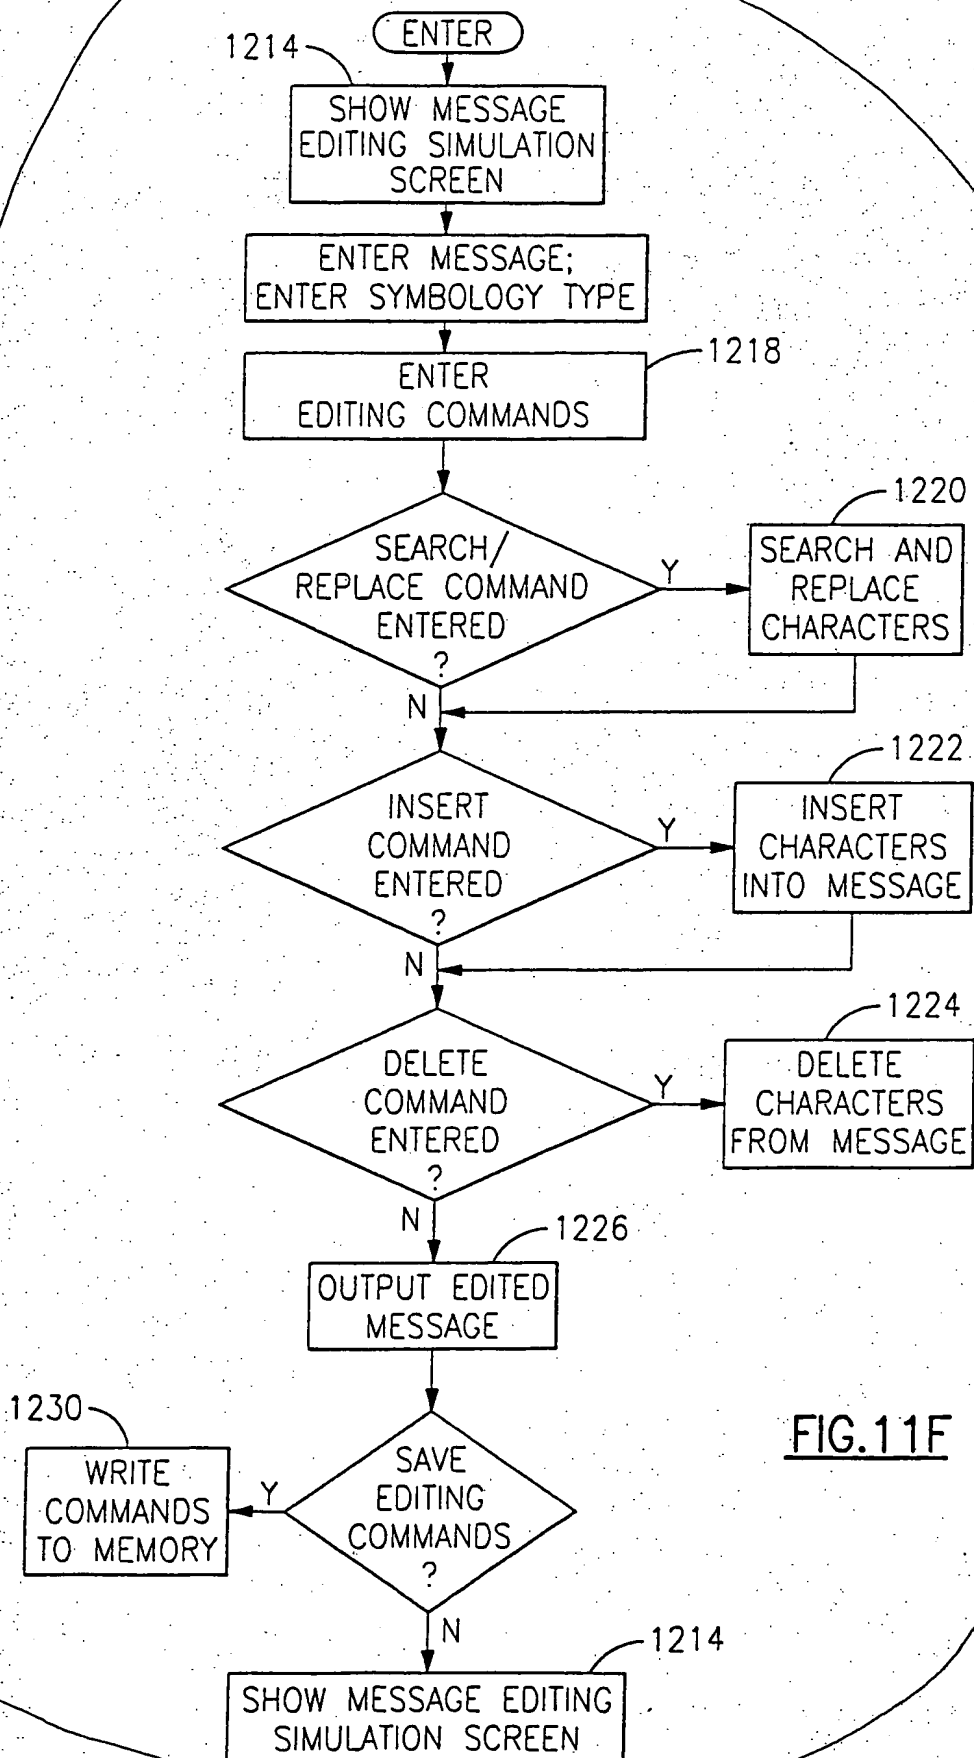 ENTER
1214
SHOW MESSAGE
EDITING SIMULATION
SCREEN
ENTER MESSAGE;
ENTER SYMBOLOGY TYPE
1218
ENTER
EDITING COMMANDS
1220
SEARCH/
REPLACE COMMAND
ENTERED
?
Y
SEARCH AND
REPLACE
CHARACTERS
N
1222
INSERT
COMMAND
ENTERED
?
Y
INSERT
CHARACTERS
INTO MESSAGE
N
1224
DELETE
COMMAND
ENTERED
?
Y
DELETE
CHARACTERS
FROM MESSAGE
N
1226
OUTPUT EDITED
MESSAGE
1230
WRITE
COMMANDS
TO MEMORY
Y
SAVE
EDITING
COMMANDS
?
FIG.11F
N
1214
SHOW MESSAGE EDITING
SIMULATION SCREEN